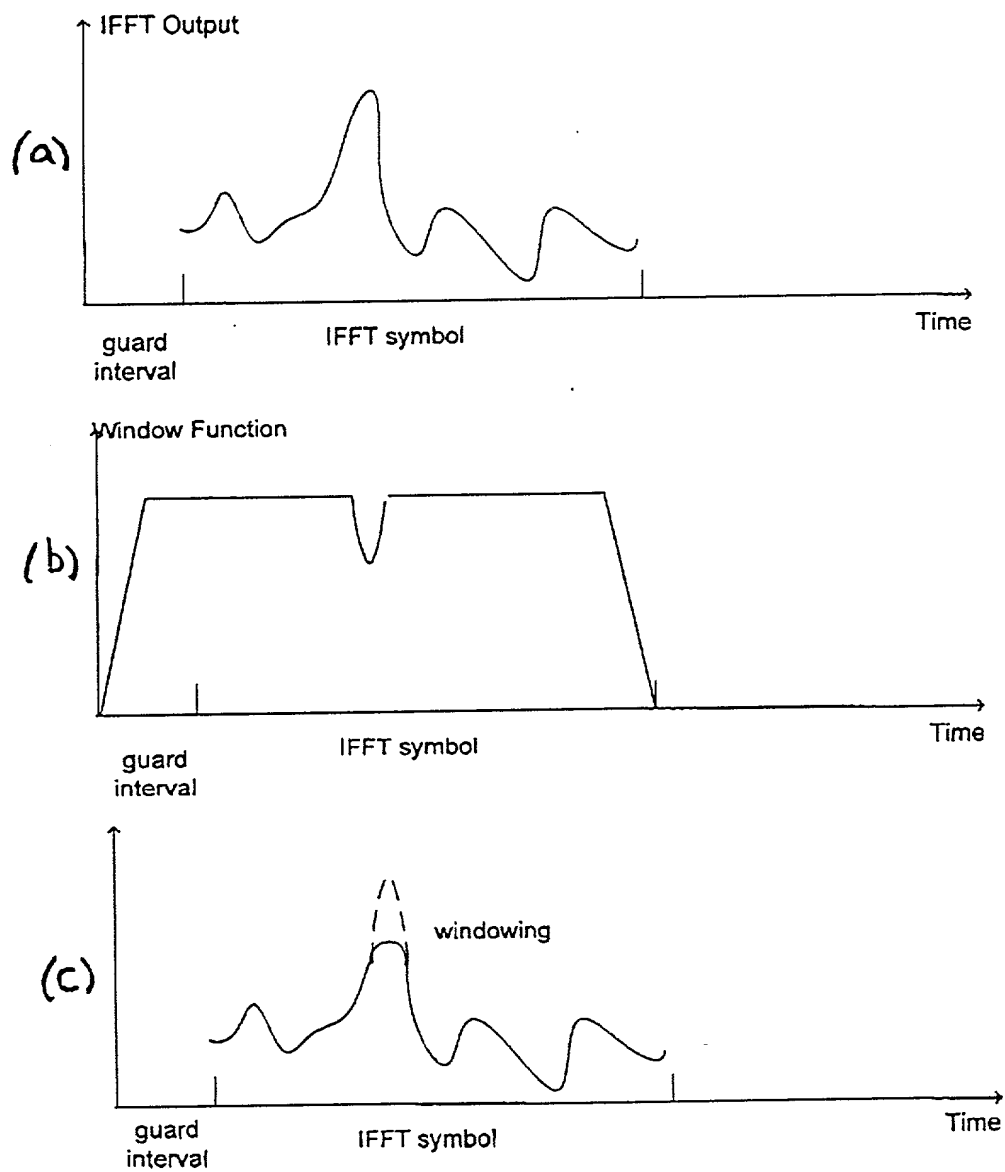 IFFT Output
(a)
Time
guard
interval
IFFT symbol
Window Function
(b)
Time
guard
interval
IFFT symbol
windowing
(c)
Time
guard
interval
IFFT symbol